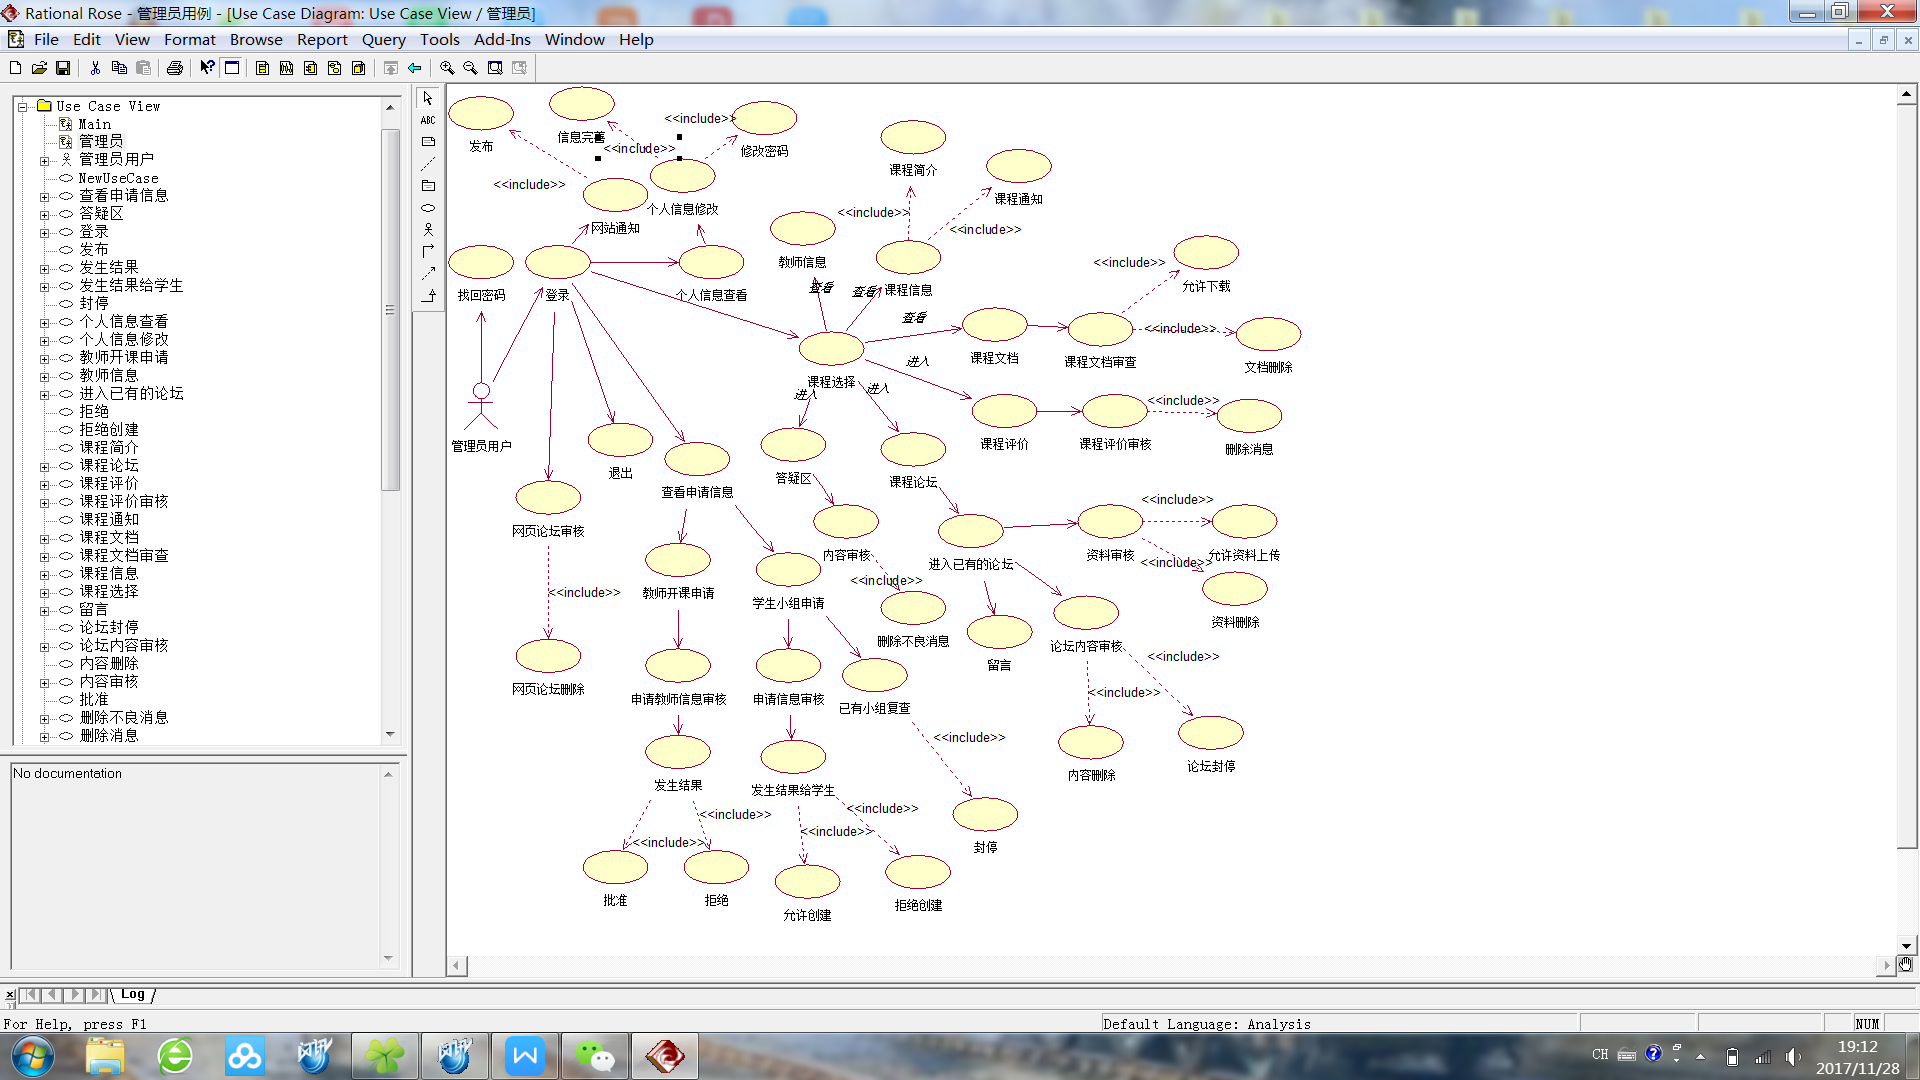 Rational Rose - 管理员用例 - [Use Case Diagram: Use Case View / 管理员]
File Edit View Format Browse Report Query Tools Add-Ins Window Help
Use Case View
Main
管理员
管理员用户
NewUseCase
查看申请信息
答疑区
登录
发布
发生结果
发生结果给学生
封停
个人信息查看
个人信息修改
教师开课申请
教师信息
进入已有的论坛
拒绝
拒绝创建
课程简介
课程论坛
课程评价
课程评价审核
课程通知
课程文档
课程文档审查
课程信息
课程选择
留言
论坛封停
论坛内容审核
内容删除
内容审核
批准
删除不良消息
删除消息
No documentation
ABC
发布
信息完善
<<include>>
修改密码
<<include>>
<<include>>
个人信息修改
网站通知
找回密码
登录
个人信息查看
管理员用户
课程简介
课程通知
<<include>>
<<include>>
教师信息
课程信息
查看
查看
查看
课程选择
进入
进入
进入
课程文档
课程文档审查
<<include>>
允许下载
<<include>>
文档删除
课程评价
课程评价审核
<<include>>
删除消息
退出
查看申请信息
答疑区
课程论坛
网页论坛审核
<<include>>
网页论坛删除
内容审核
<<include>>
删除不良消息
进入已有的论坛
资料审核
<<include>>
允许资料上传
<<include>>
资料删除
留言
论坛内容审核
<<include>>
<<include>>
内容删除
论坛封停
教师开课申请
学生小组申请
申请教师信息审核
申请信息审核
已有小组复查
<<include>>
封停
发生结果
发生结果给学生
<<include>>
<<include>>
<<include>>
<<include>>
批准
拒绝
允许创建
拒绝创建
Log
For Help, press F1
Default Language: Analysis
NUM
CH
19:12
2017/11/28